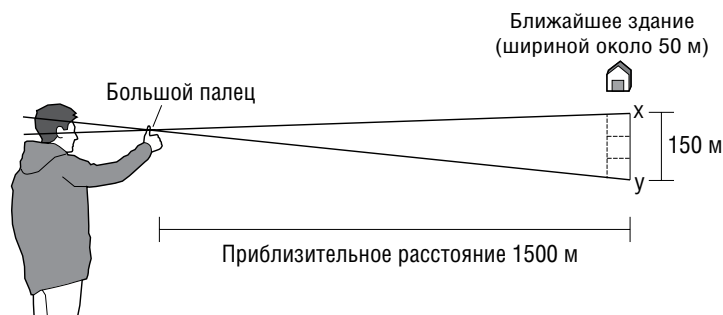 Ближайшее здание
(шириной около 50 м)
Большой палец
x
150 м
y
Приблизительное расстояние 1500 м